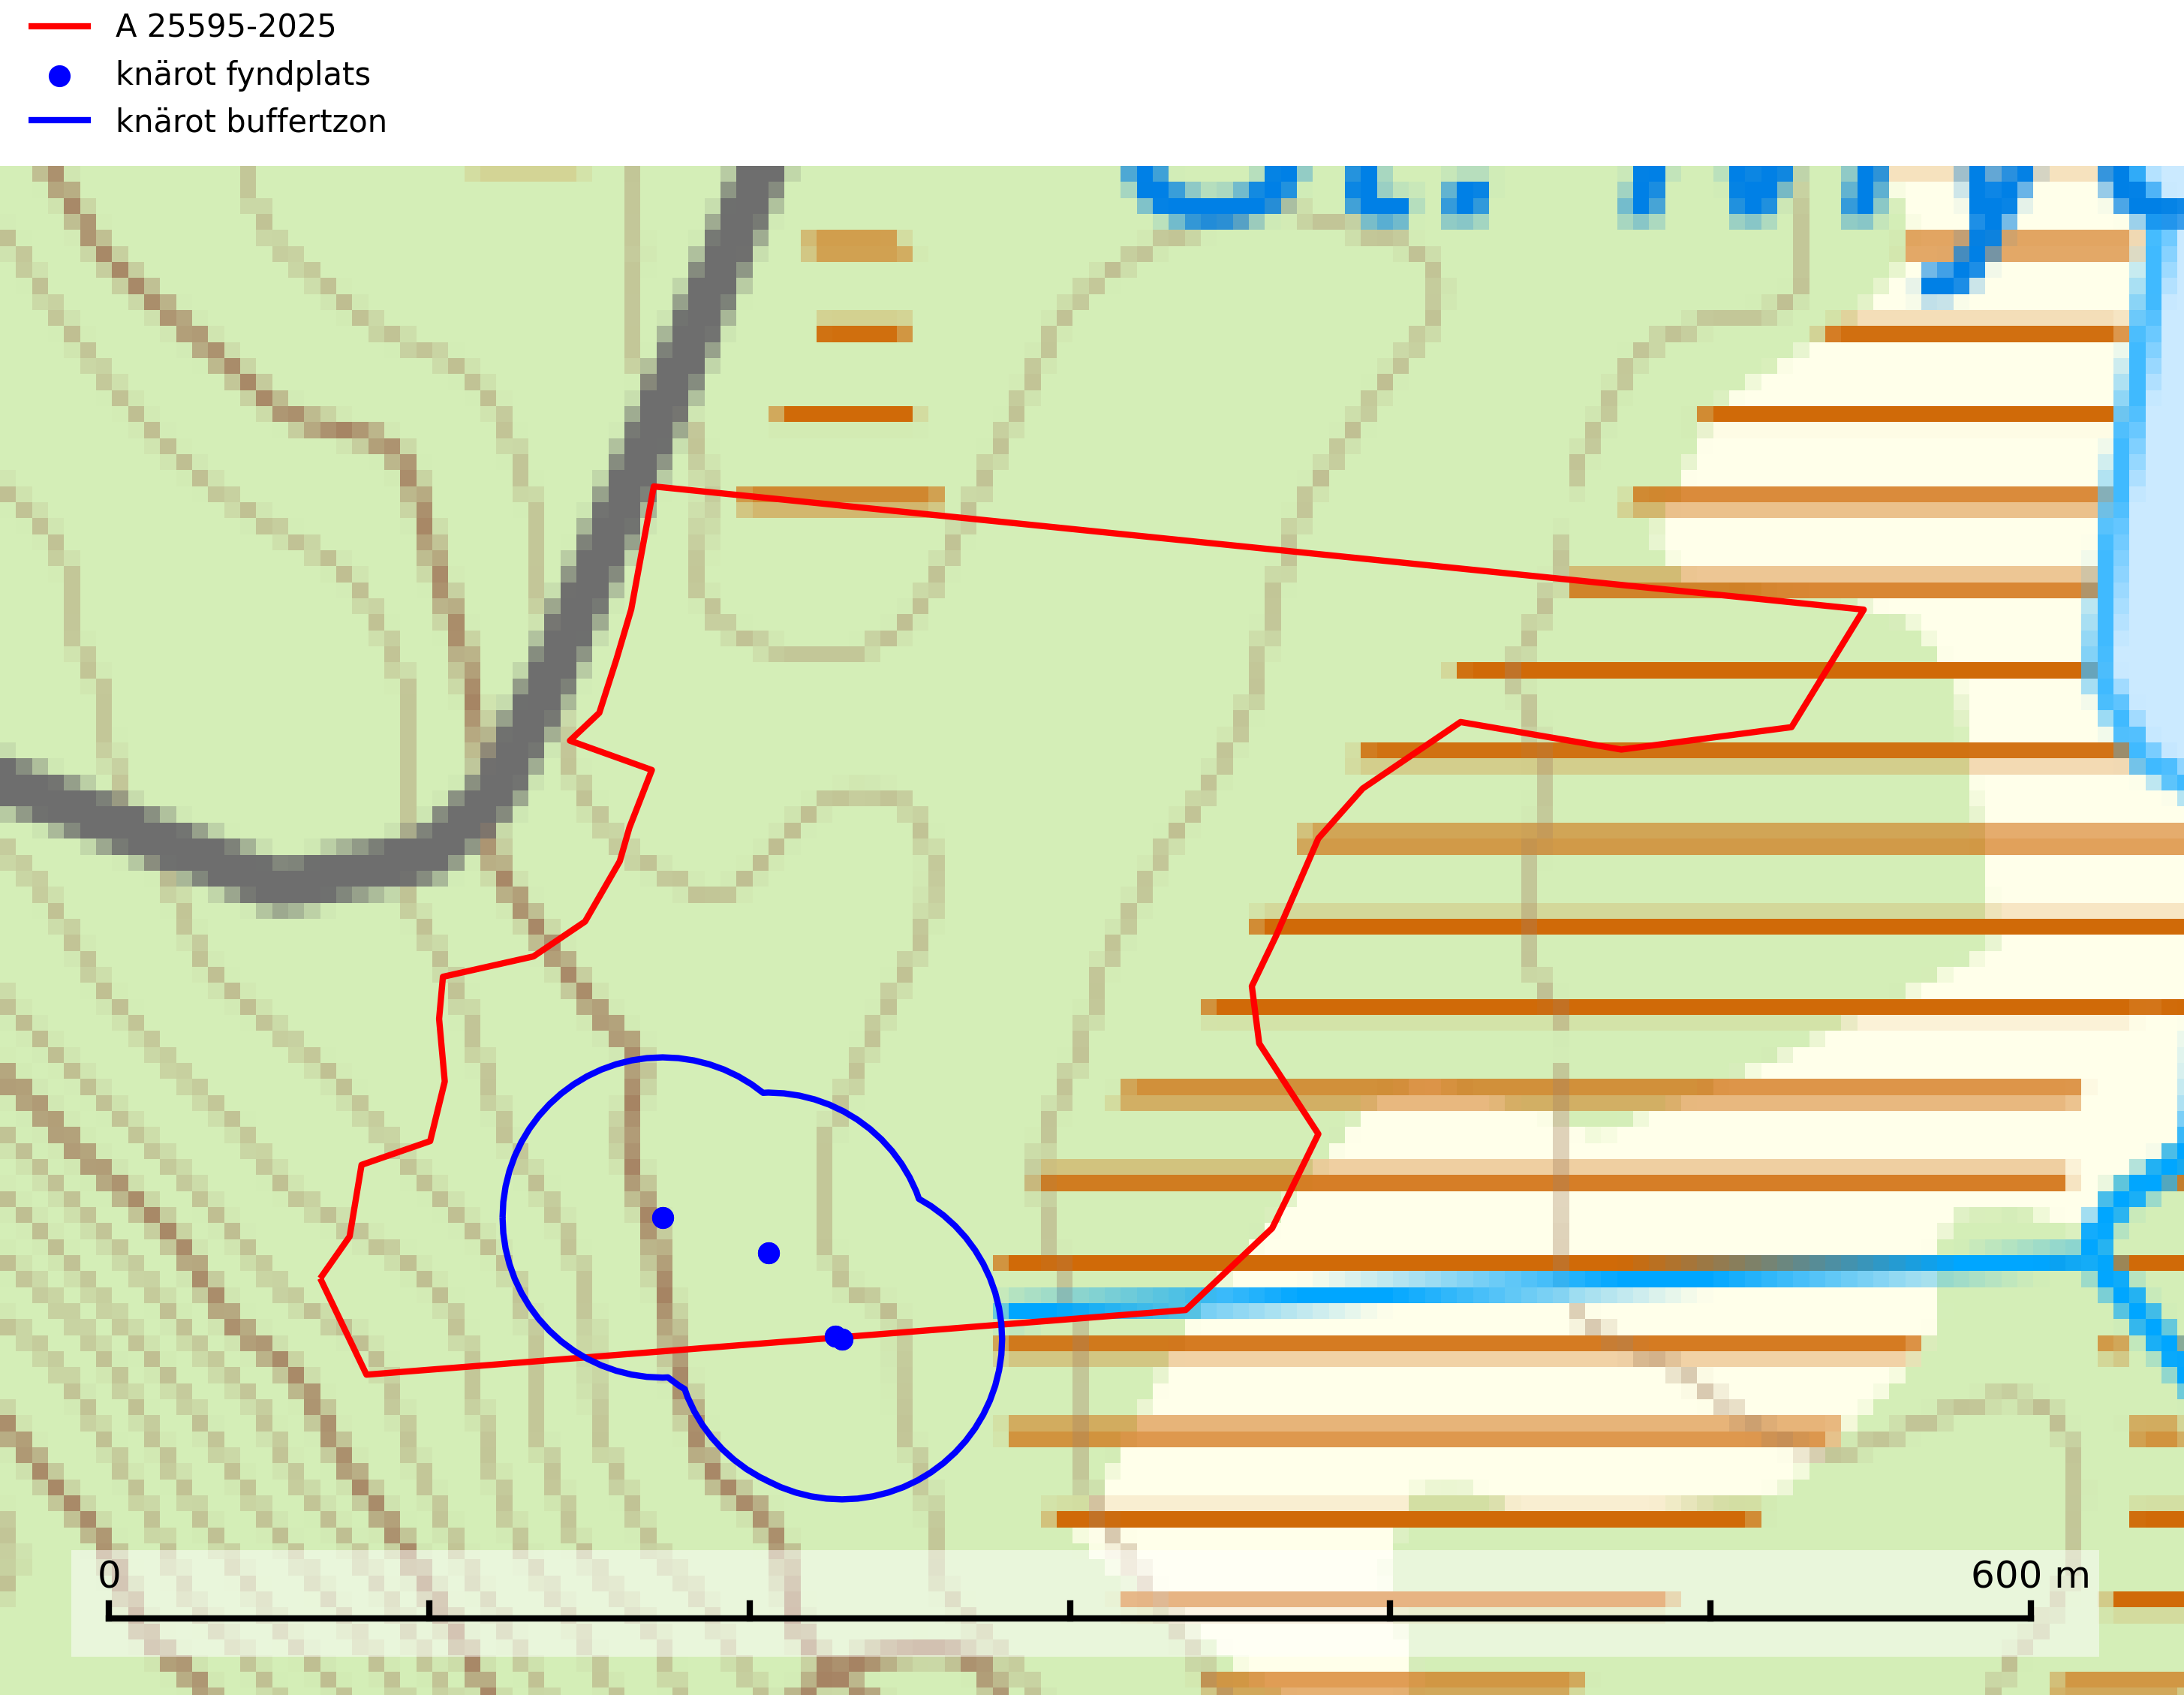 A 25595-2025
knärot fyndplats
knärot buffertzon
0
600 m